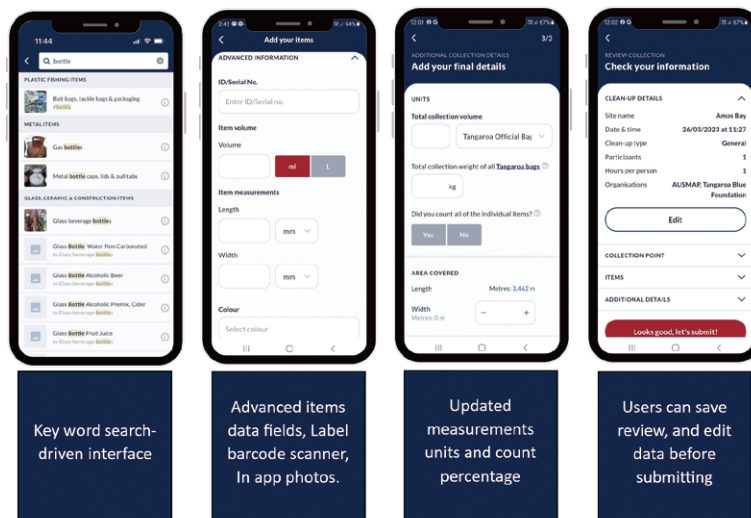 11:44
bottle
PLASTIC FISHING ITEMS
Bait bags, tackle bags & packaging
#bottle
METAL ITEMS
Gas bottles
Metal bottle caps, lids & pull tabs
GLASS, CERAMIC & CONSTRUCTION ITEMS
Glass beverage bottles
Glass Bottle Water Non Carbonated
in Glass beverage bottles
Glass Bottle Alcoholic Beer
in Glass beverage bottles
Glass Bottle Alcoholic Premix, Cider
in Glass beverage bottles
Glass Bottle Fruit Juice
in Glass beverage bottles
Key word search-
driven interface
2:42
94%
Add your items
ADVANCED INFORMATION
ID/Serial No.
Enter ID/Serial no.
Item volume
Volume
ml
L
Item measurements
Length
mm
Width
mm
Colour
Select colour
Advanced items
data fields, Label
barcode scanner,
In app photos.
12:01
67%
ADDITIONAL COLLECTION DETAILS
3/3
Add your final details
UNITS
Total collection volume
Tangaroa Official Bag
Total collection weight of all Tangaroa bags
kg
Did you count all of the individual items?
Yes
No
AREA COVERED
Length
Metres: 3,462 m
Width
Metres: 0 m
−
+
Updated
measurements
units and count
percentage
12:02
67%
REVIEW COLLECTION
Check your information
CLEAN-UP DETAILS
Site name
Amos Bay
Date & time
26/03/2023 at 11:27
Clean-up type
General
Participants
1
Hours per person
1
Organisations
AUSMAP, Tangaroa Blue
Foundation
Edit
COLLECTION POINT
ITEMS
ADDITIONAL DETAILS
Looks good, let's submit!
Users can save
review, and edit
data before
submitting